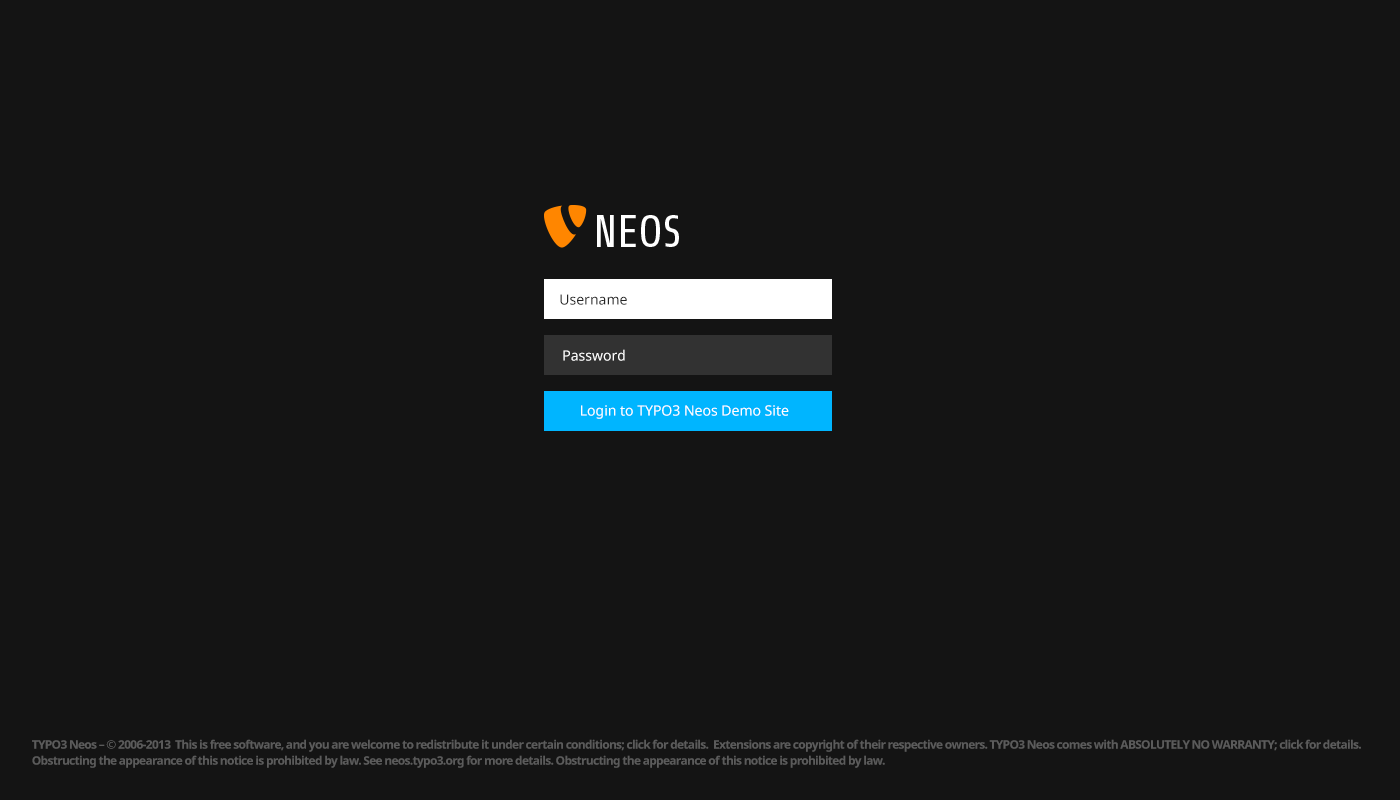 NEOS
Username
Password
Login to TYPO3 Neos Demo Site
TYPO3 Neos – © 2006-2013  This is free software, and you are welcome to redistribute it under certain conditions; click for details.  Extensions are copyright of their respective owners. TYPO3 Neos comes with ABSOLUTELY NO WARRANTY; click for details.
Obstructing the appearance of this notice is prohibited by law. See neos.typo3.org for more details. Obstructing the appearance of this notice is prohibited by law.